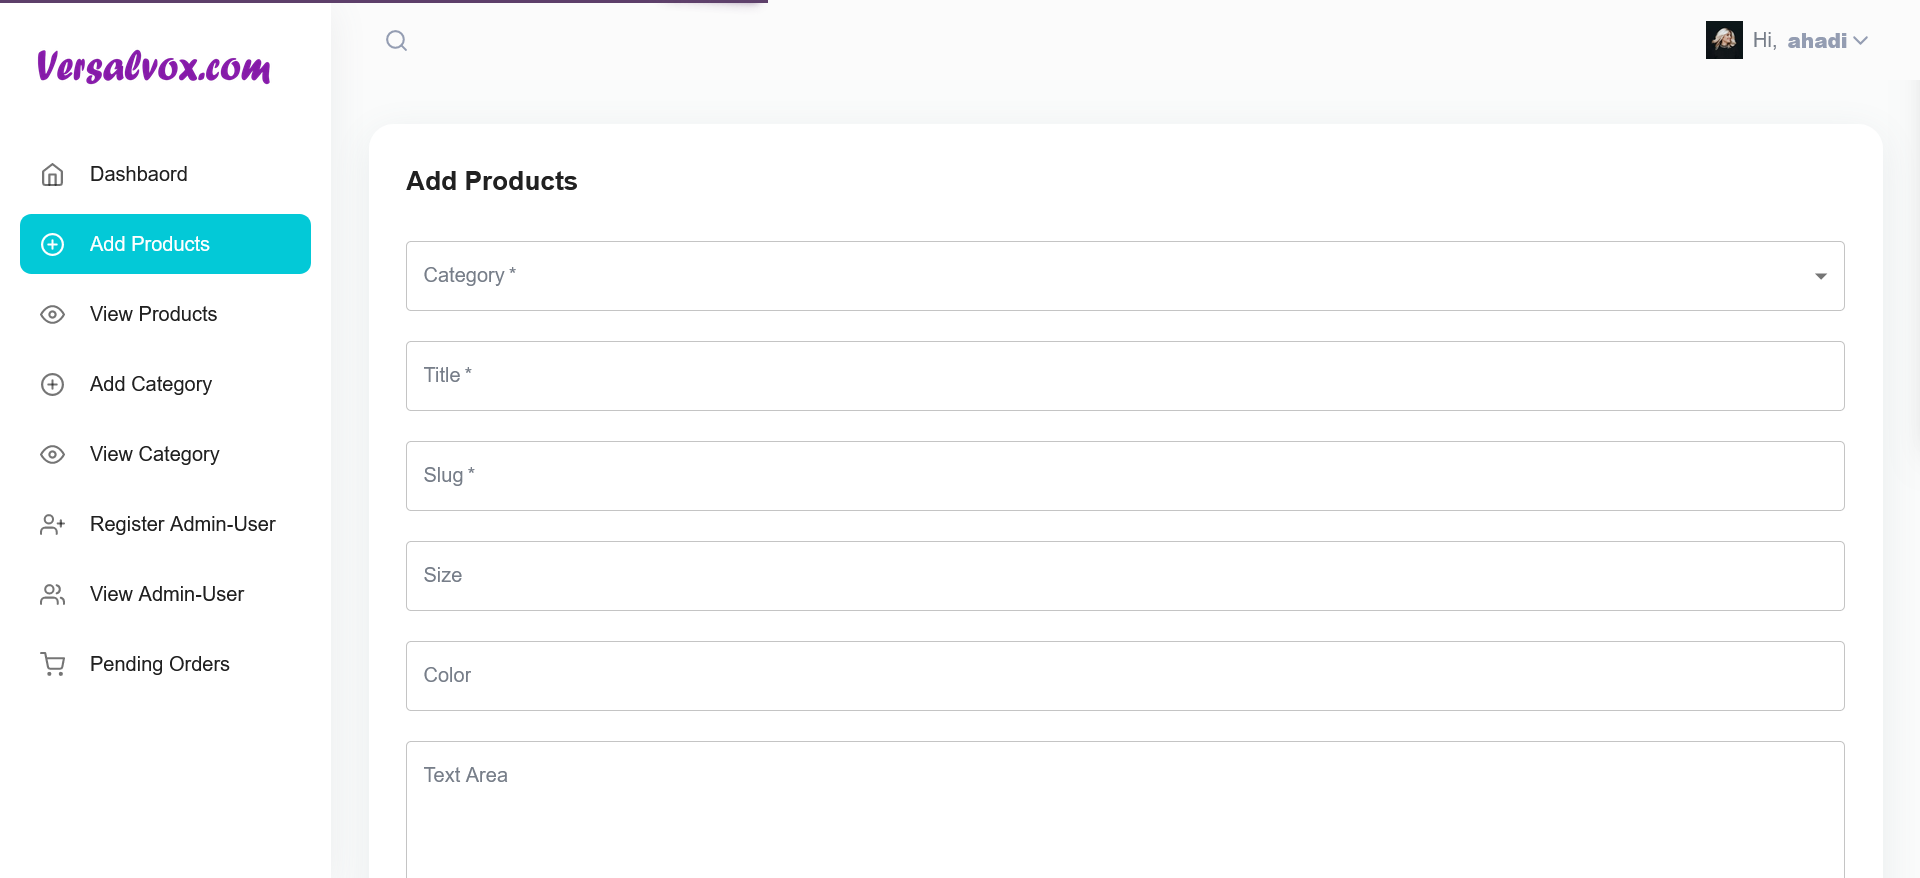 Versalvox.com
Hi, ahadi
Dashbaord
Add Products
View Products
Add Category
View Category
Register Admin-User
View Admin-User
Pending Orders
Add Products
Category *
Title *
Slug *
Size
Color
Text Area